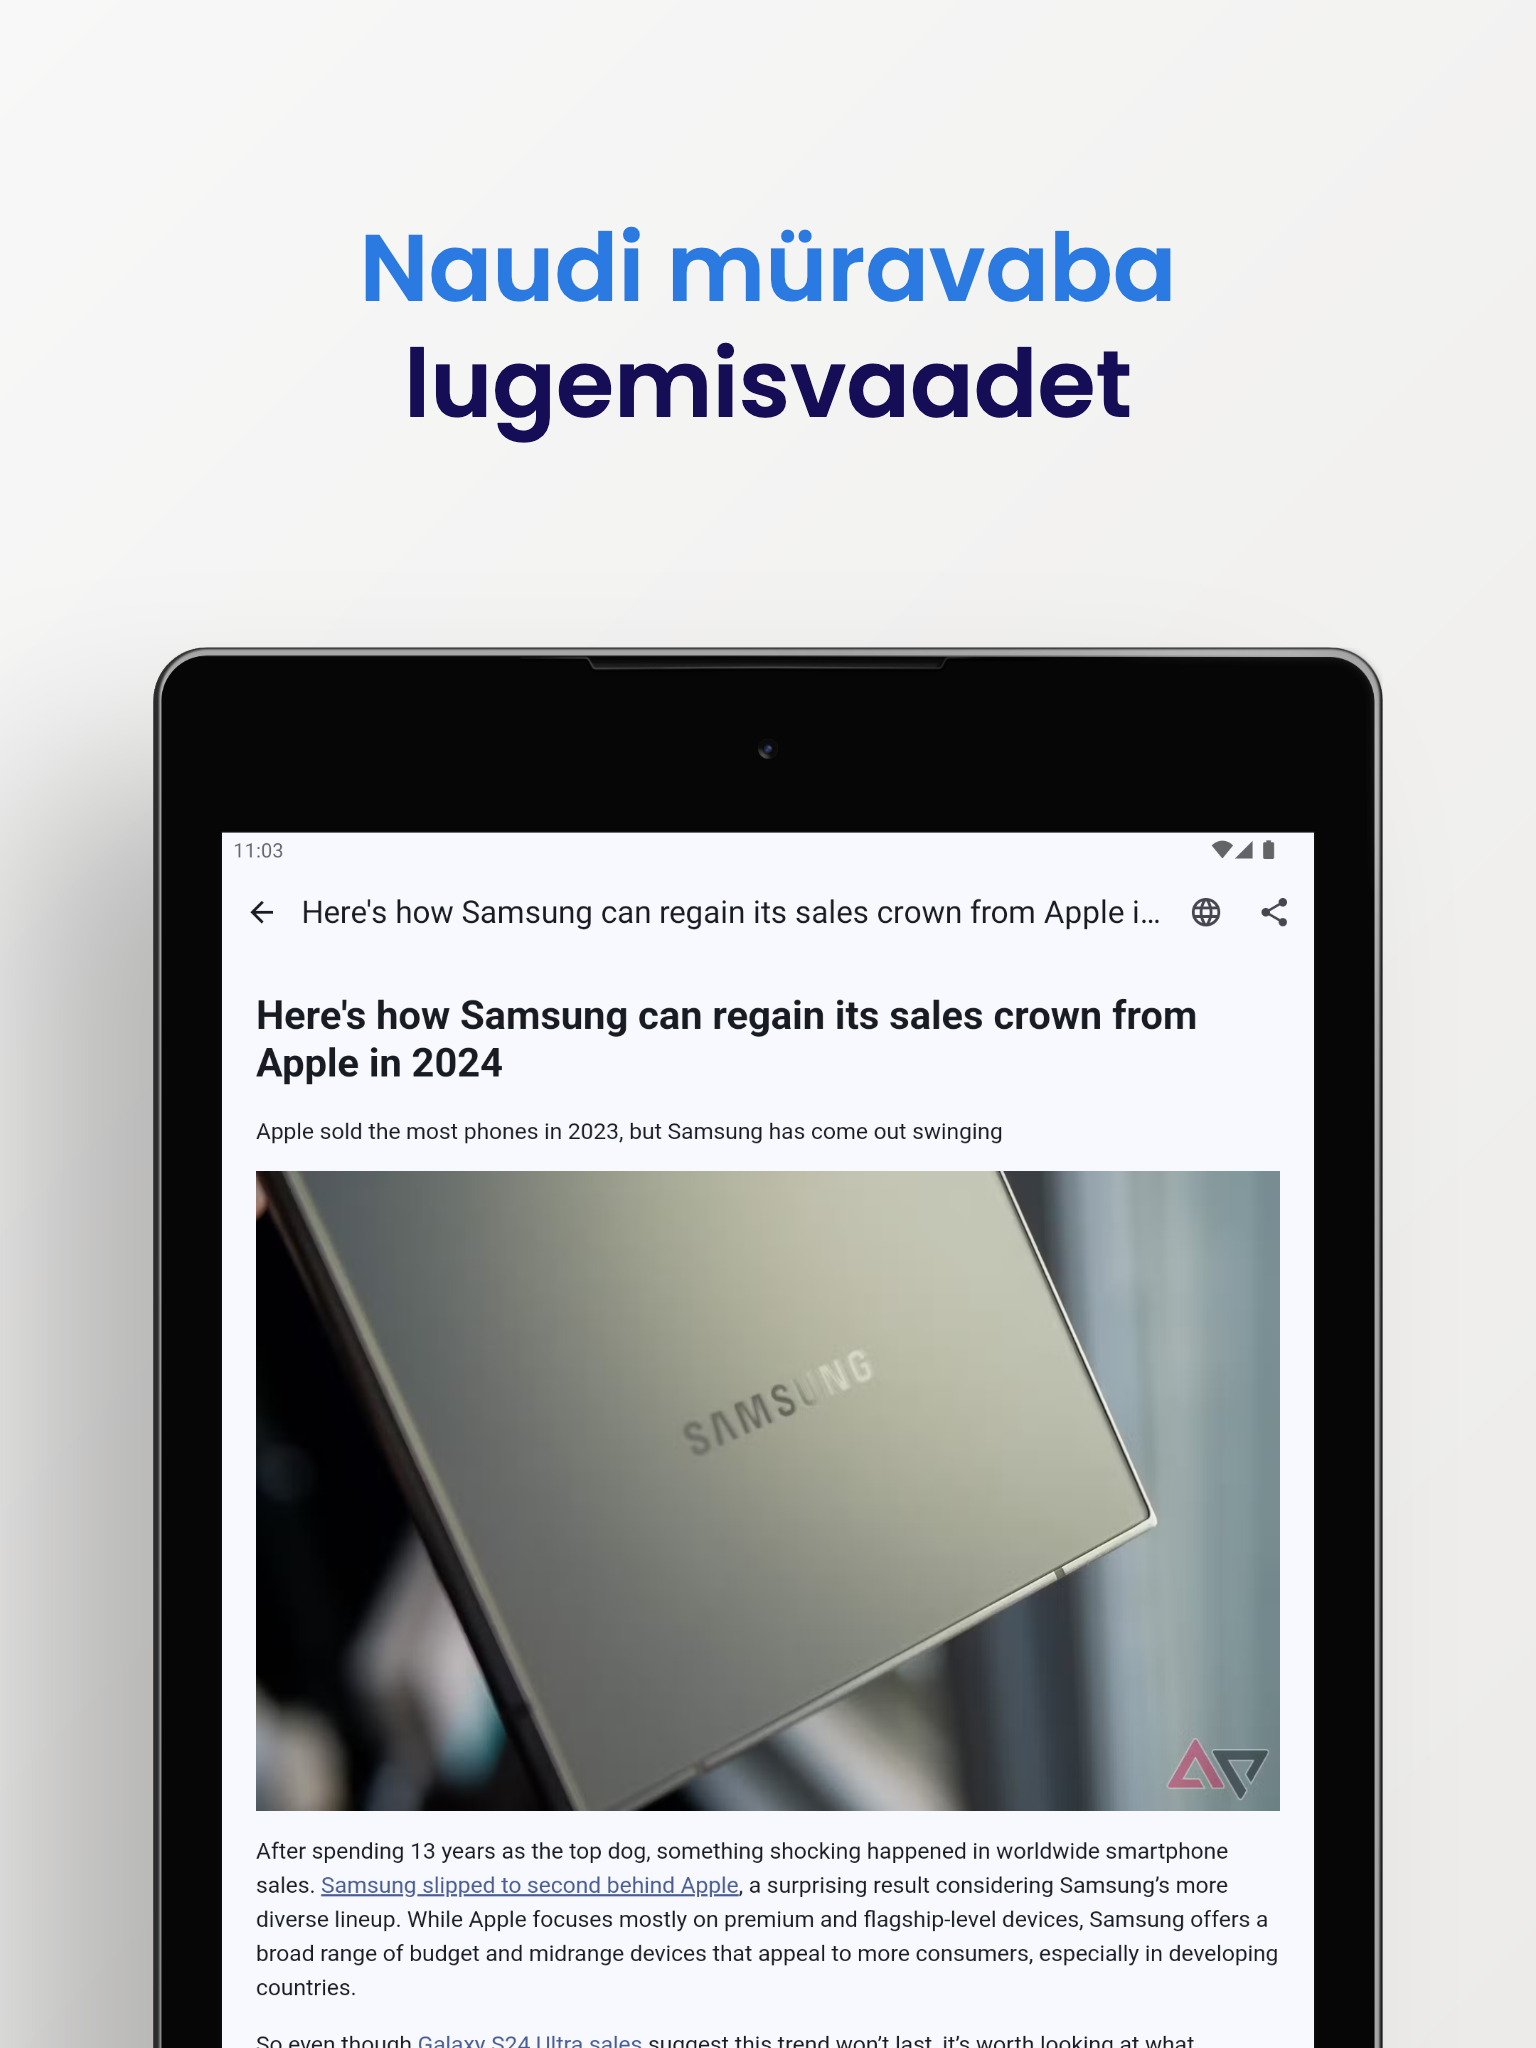 Naudi müravaba
lugemisvaadet
11:03
Here's how Samsung can regain its sales crown from Apple i...
Here's how Samsung can regain its sales crown from
Apple in 2024
Apple sold the most phones in 2023, but Samsung has come out swinging
SAMSUNG
After spending 13 years as the top dog, something shocking happened in worldwide smartphone
sales. Samsung slipped to second behind Apple, a surprising result considering Samsung’s more
diverse lineup. While Apple focuses mostly on premium and flagship-level devices, Samsung offers a
broad range of budget and midrange devices that appeal to more consumers, especially in developing
countries.
So even though Galaxy S24 Ultra sales suggest this trend won’t last, it’s worth looking at what